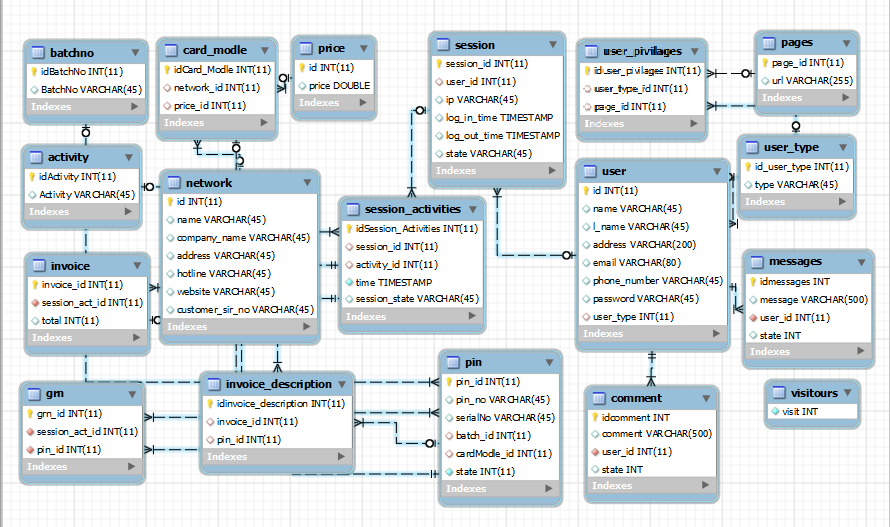 batchno
idBatchNo INT(11)
BatchNo VARCHAR(45)
Indexes
card_modle
idCard_Modle INT(11)
network_id INT(11)
price_id INT(11)
Indexes
price
id INT(11)
price DOUBLE
Indexes
session
session_id INT(11)
user_id INT(11)
ip VARCHAR(45)
log_in_time TIMESTAMP
log_out_time TIMESTAMP
state VARCHAR(45)
Indexes
user_pivilages
iduser_pivilages INT(11)
user_type_id INT(11)
page_id INT(11)
Indexes
pages
page_id INT(11)
url VARCHAR(255)
Indexes
activity
idActivity INT(11)
Activity VARCHAR(45)
Indexes
network
id INT(11)
name VARCHAR(45)
company_name VARCHAR(45)
address VARCHAR(45)
hotline VARCHAR(45)
website VARCHAR(45)
customer_sir_no VARCHAR(45)
Indexes
session_activities
idSession_Activities INT(11)
session_id INT(11)
activity_id INT(11)
time TIMESTAMP
session_state VARCHAR(45)
Indexes
user
id INT(11)
name VARCHAR(45)
l_name VARCHAR(45)
address VARCHAR(200)
email VARCHAR(80)
phone_number VARCHAR(45)
password VARCHAR(45)
user_type INT(11)
Indexes
user_type
id_user_type INT(11)
type VARCHAR(45)
Indexes
invoice
invoice_id INT(11)
session_act_id INT(11)
total INT(11)
Indexes
messages
idmessages INT
message VARCHAR(500)
user_id INT(11)
state INT
Indexes
grn
grn_id INT(11)
session_act_id INT(11)
pin_id INT(11)
Indexes
invoice_description
idinvoice_description INT(11)
invoice_id INT(11)
pin_id INT(11)
Indexes
pin
pin_id INT(11)
pin_no VARCHAR(45)
serialNo VARCHAR(45)
batch_id INT(11)
cardModle_id INT(11)
state INT(11)
Indexes
comment
idcomment INT
comment VARCHAR(500)
user_id INT(11)
state INT
Indexes
visitours
visit INT